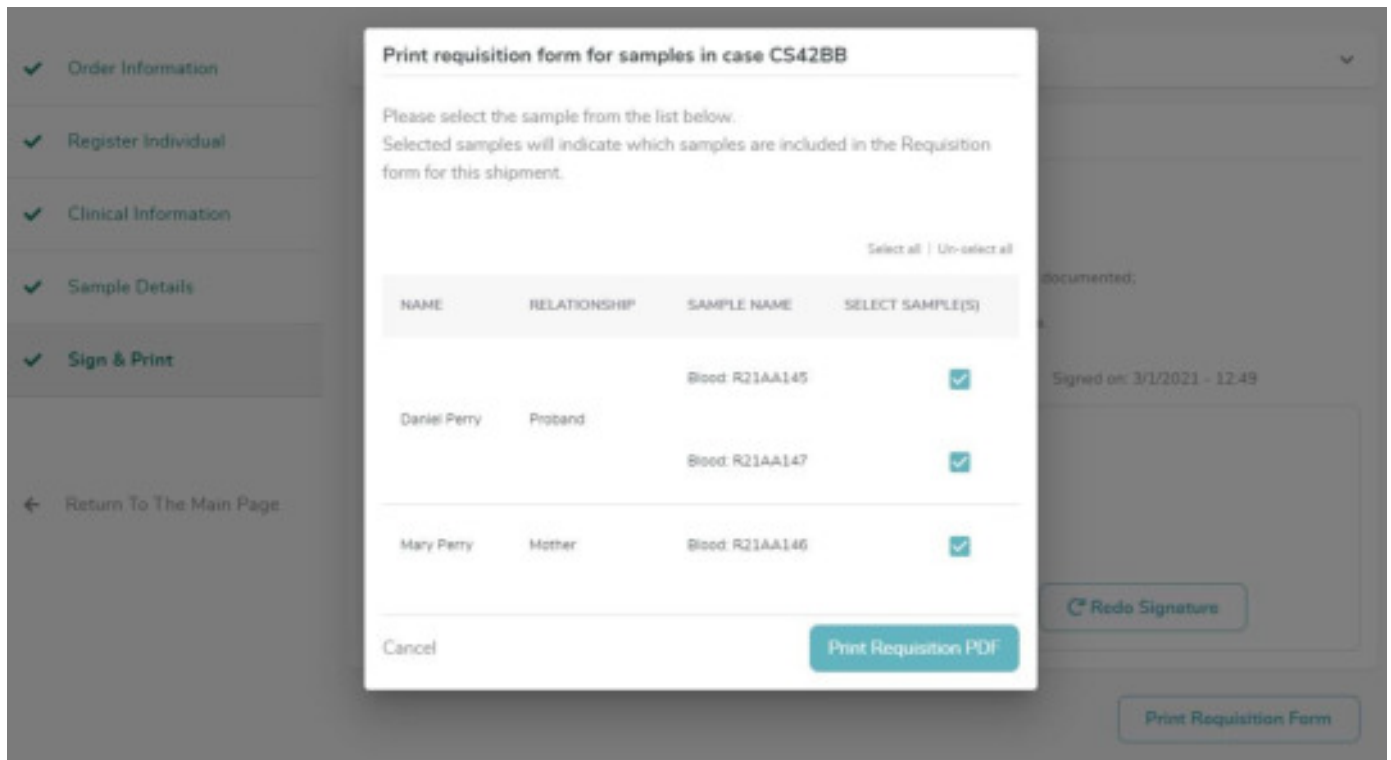 Order Information
Register Individual
Clinical Information
Sample Details
Sign & Print
Return To The Main Page
Print requisition form for samples in case CS42BB
Please select the sample from the list below.
Selected samples will indicate which samples are included in the Requisition
form for this shipment.
Select all | Un-select all
NAME RELATIONSHIP SAMPLE NAME SELECT SAMPLE(S)
Blood: R21AA145
Daniel Perry Proband
Blood: R21AA147
Mary Perry Mother Blood: R21AA146
Cancel Print Requisition PDF
documented;
Signed on: 3/1/2021 - 12:49
Redo Signature
Print Requisition Form